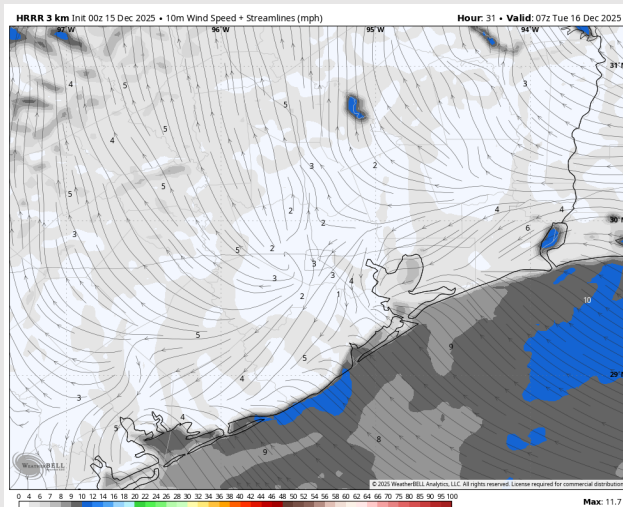 HRRR 3 km Init 00z 15 Dec 2025 • 10m Wind Speed + Streamlines (mph) Hour: 31 • Valid: 07z Tue 16 Dec 2025
97°W 96°W 95°W 94°W
31°N
4 5 5 3
5
4
3 2
5 5
2 4 4
2 6 30°N
3
5 2
3
3 3 4
2 1
10
5
9
5
4 29°N
3
4
5
8
9
WEATHERBELL
© 2025 WeatherBELL Analytics, LLC. All rights reserved. License required for commercial distribution
0 4 6 7 8 9 10 12 14 16 18 20 22 24 26 28 30 32 34 36 38 40 42 44 46 48 50 52 54 56 58 60 62 64 66 68 70 75 80 85 90 95 100
Max: 11.7